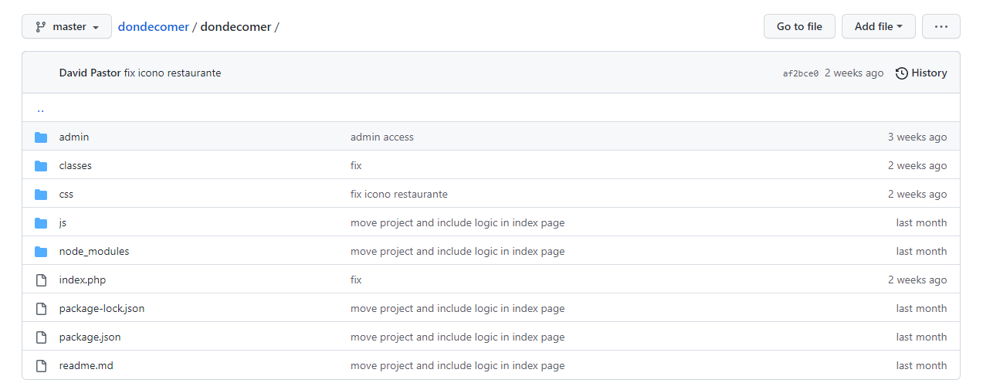 master dondecomer / dondecomer / Go to file Add file ...
David Pastor fix icono restaurante af2bce0 2 weeks ago History
..
admin admin access 3 weeks ago
classes fix 2 weeks ago
css fix icono restaurante 2 weeks ago
js move project and include logic in index page last month
node_modules move project and include logic in index page last month
index.php fix 2 weeks ago
package-lock.json move project and include logic in index page last month
package.json move project and include logic in index page last month
readme.md move project and include logic in index page last month